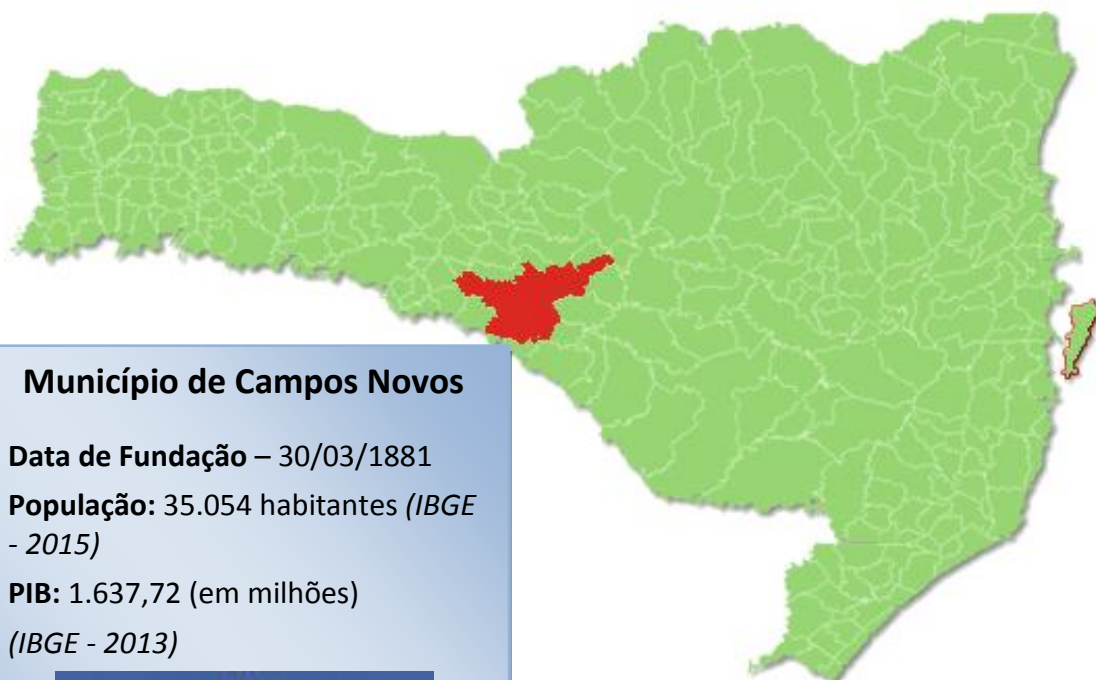 Município de Campos Novos
Data de Fundação – 30/03/1881
População: 35.054 habitantes (IBGE
- 2015)
PIB: 1.637,72 (em milhões)
(IBGE - 2013)